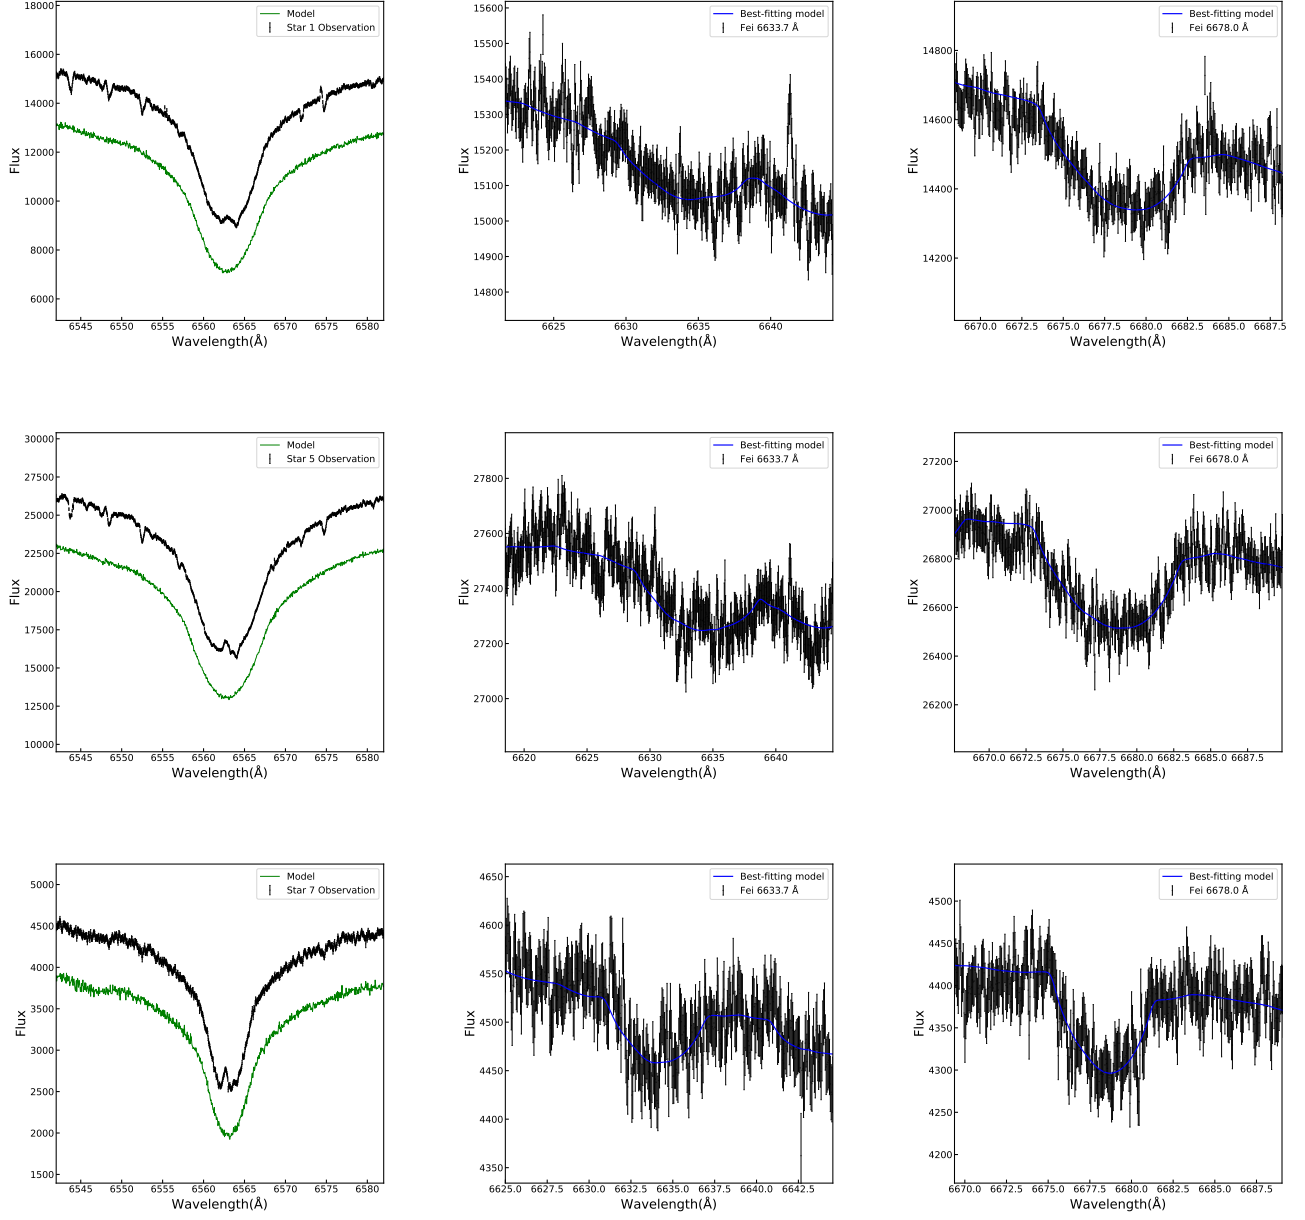 Model
Star 1 Observation
18000
16000
14000
12000
10000
8000
6000
Flux
6545 6550 6555 6560 6565 6570 6575 6580
Wavelength(Å)
Best-fitting model
Fei 6633.7 Å
15600
15500
15400
15300
15200
15100
15000
14900
14800
Flux
6625 6630 6635 6640
Wavelength(Å)
Best-fitting model
Fei 6678.0 Å
14800
14600
14400
14200
Flux
6670.0 6672.5 6675.0 6677.5 6680.0 6682.5 6685.0 6687.5
Wavelength(Å)
Model
Star 5 Observation
30000
27500
25000
22500
20000
17500
15000
12500
10000
Flux
6545 6550 6555 6560 6565 6570 6575 6580
Wavelength(Å)
Best-fitting model
Fei 6633.7 Å
27800
27600
27400
27200
27000
Flux
6620 6625 6630 6635 6640
Wavelength(Å)
Best-fitting model
Fei 6678.0 Å
27200
27000
26800
26600
26400
26200
Flux
6670.0 6672.5 6675.0 6677.5 6680.0 6682.5 6685.0 6687.5
Wavelength(Å)
Model
Star 7 Observation
5000
4500
4000
3500
3000
2500
2000
1500
Flux
6545 6550 6555 6560 6565 6570 6575 6580
Wavelength(Å)
Best-fitting model
Fei 6633.7 Å
4650
4600
4550
4500
4450
4400
4350
Flux
6625.0 6627.5 6630.0 6632.5 6635.0 6637.5 6640.0 6642.5
Wavelength(Å)
Best-fitting model
Fei 6678.0 Å
4500
4450
4400
4350
4300
4250
4200
Flux
6670.0 6672.5 6675.0 6677.5 6680.0 6682.5 6685.0 6687.5
Wavelength(Å)